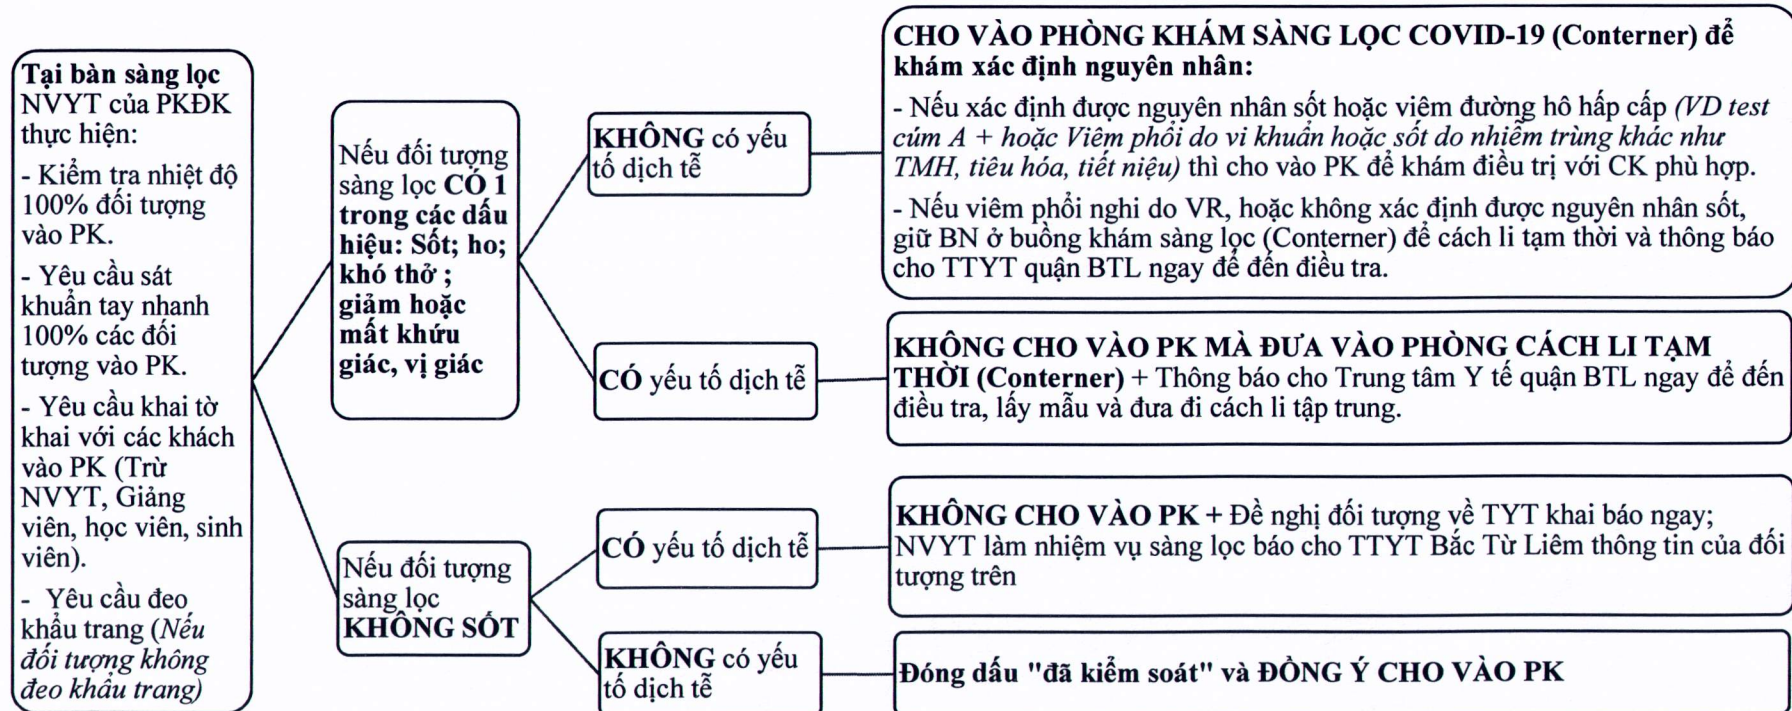 Tại bàn sàng lọc
NVYT của PKĐK
thực hiện:
- Kiểm tra nhiệt độ
100% đối tượng
vào PK.
- Yêu cầu sát
khuẩn tay nhanh
100% các đối
tượng vào PK.
- Yêu cầu khai tờ
khai với các khách
vào PK (Trừ
NVYT, Giảng
viên, học viên, sinh
viên).
- Yêu cầu đeo
khẩu trang (Nếu
đối tượng không
đeo khẩu trang)
Nếu đối tượng
sàng lọc CÓ 1
trong các dấu
hiệu: Sốt; ho;
khó thở ;
giảm hoặc
mất khứu
giác, vị giác
KHÔNG có yếu
tố dịch tễ
CHO VÀO PHÒNG KHÁM SÀNG LỌC COVID-19 (Conterner) để
khám xác định nguyên nhân:
- Nếu xác định được nguyên nhân sốt hoặc viêm đường hô hấp cấp (VD test
cúm A + hoặc Viêm phổi do vi khuẩn hoặc sốt do nhiễm trùng khác như
TMH, tiêu hóa, tiết niệu) thì cho vào PK để khám điều trị với CK phù hợp.
- Nếu viêm phổi nghi do VR, hoặc không xác định được nguyên nhân sốt,
giữ BN ở buồng khám sàng lọc (Conterner) để cách li tạm thời và thông báo
cho TTYT quận BTL ngay để đến điều tra.
CÓ yếu tố dịch tễ
KHÔNG CHO VÀO PK MÀ ĐƯA VÀO PHÒNG CÁCH LI TẠM
THỜI (Conterner) + Thông báo cho Trung tâm Y tế quận BTL ngay để đến
điều tra, lấy mẫu và đưa đi cách li tập trung.
Nếu đối tượng
sàng lọc
KHÔNG SỐT
CÓ yếu tố dịch tễ
KHÔNG CHO VÀO PK + Đề nghị đối tượng về TYT khai báo ngay;
NVYT làm nhiệm vụ sàng lọc báo cho TTYT Bắc Từ Liêm thông tin của đối
tượng trên
KHÔNG có yếu
tố dịch tễ
Đóng dấu "đã kiểm soát" và ĐỒNG Ý CHO VÀO PK